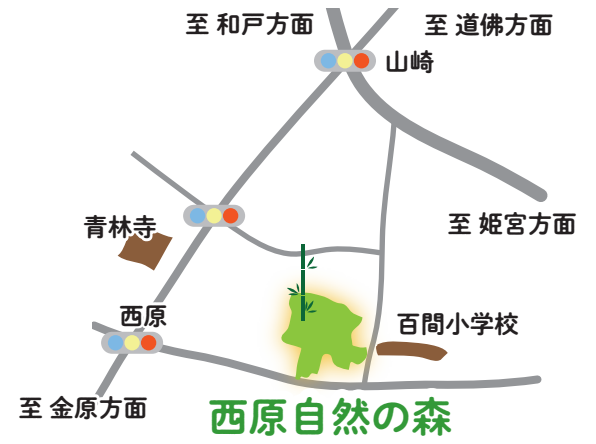 至 和戸方面
至 道佛方面
山崎
青林寺
至 姫宮方面
西原
百間小学校
至 金原方面
西原自然の森